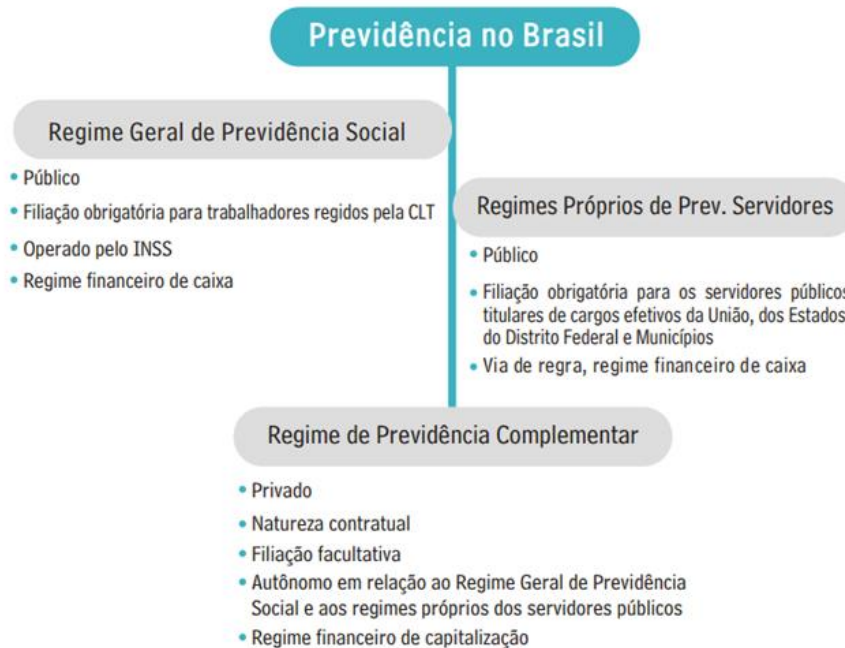 Previdência no Brasil
Regime Geral de Previdência Social
• Público
• Filiação obrigatória para trabalhadores regidos pela CLT
• Operado pelo INSS
• Regime financeiro de caixa
Regimes Próprios de Prev. Servidores
• Público
• Filiação obrigatória para os servidores públicos
titulares de cargos efetivos da União, dos Estados
do Distrito Federal e Municípios
• Via de regra, regime financeiro de caixa
Regime de Previdência Complementar
• Privado
• Natureza contratual
• Filiação facultativa
• Autônomo em relação ao Regime Geral de Previdência
Social e aos regimes próprios dos servidores públicos
• Regime financeiro de capitalização